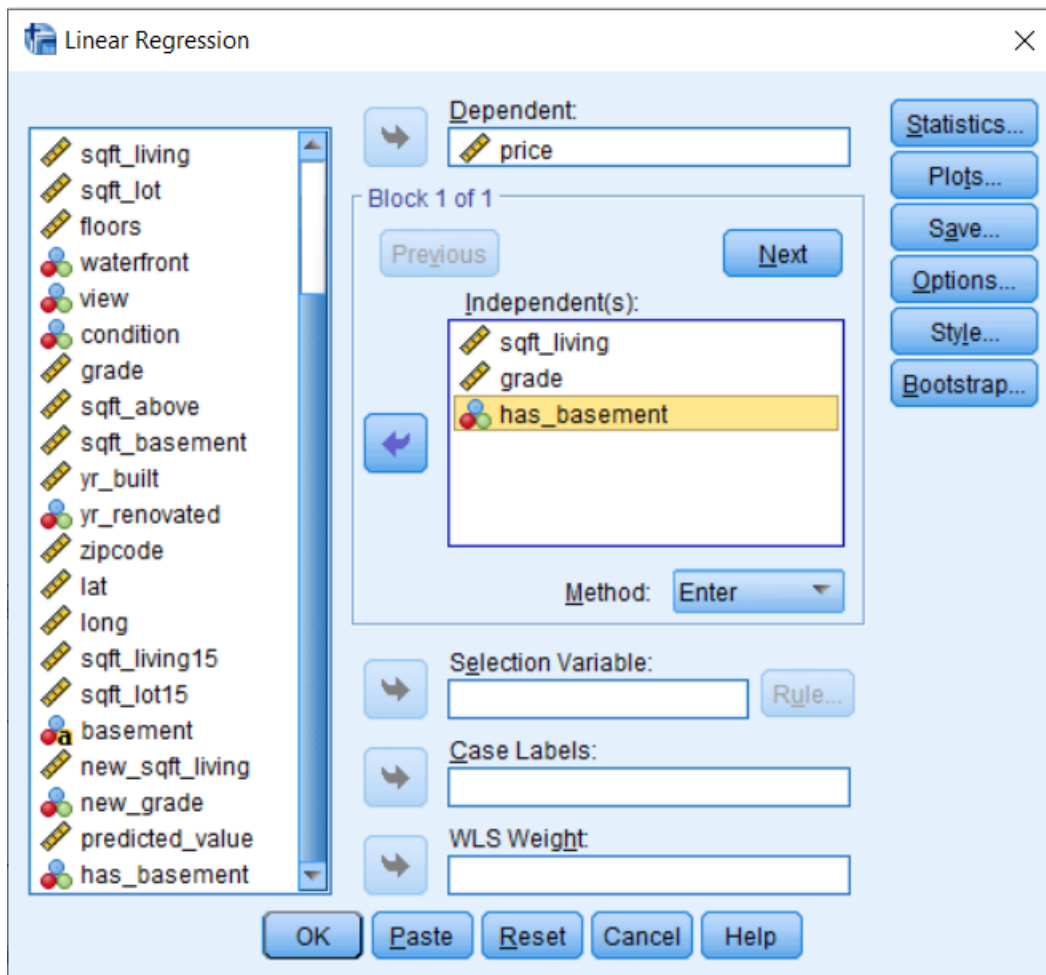 Linear Regression
sqft_living
sqft_lot
floors
waterfront
view
condition
grade
sqft_above
sqft_basement
yr_built
yr_renovated
zipcode
lat
long
sqft_living15
sqft_lot15
a basement
new_sqft_living
new_grade
predicted_value
has_basement
Dependent:
price
Block 1 of 1
Previous
Next
Independent(s):
sqft_living
grade
has_basement
Method: Enter
Selection Variable:
Rule...
Case Labels:
WLS Weight:
Statistics...
Plots...
Save...
Options...
Style...
Bootstrap...
OK Paste Reset Cancel Help